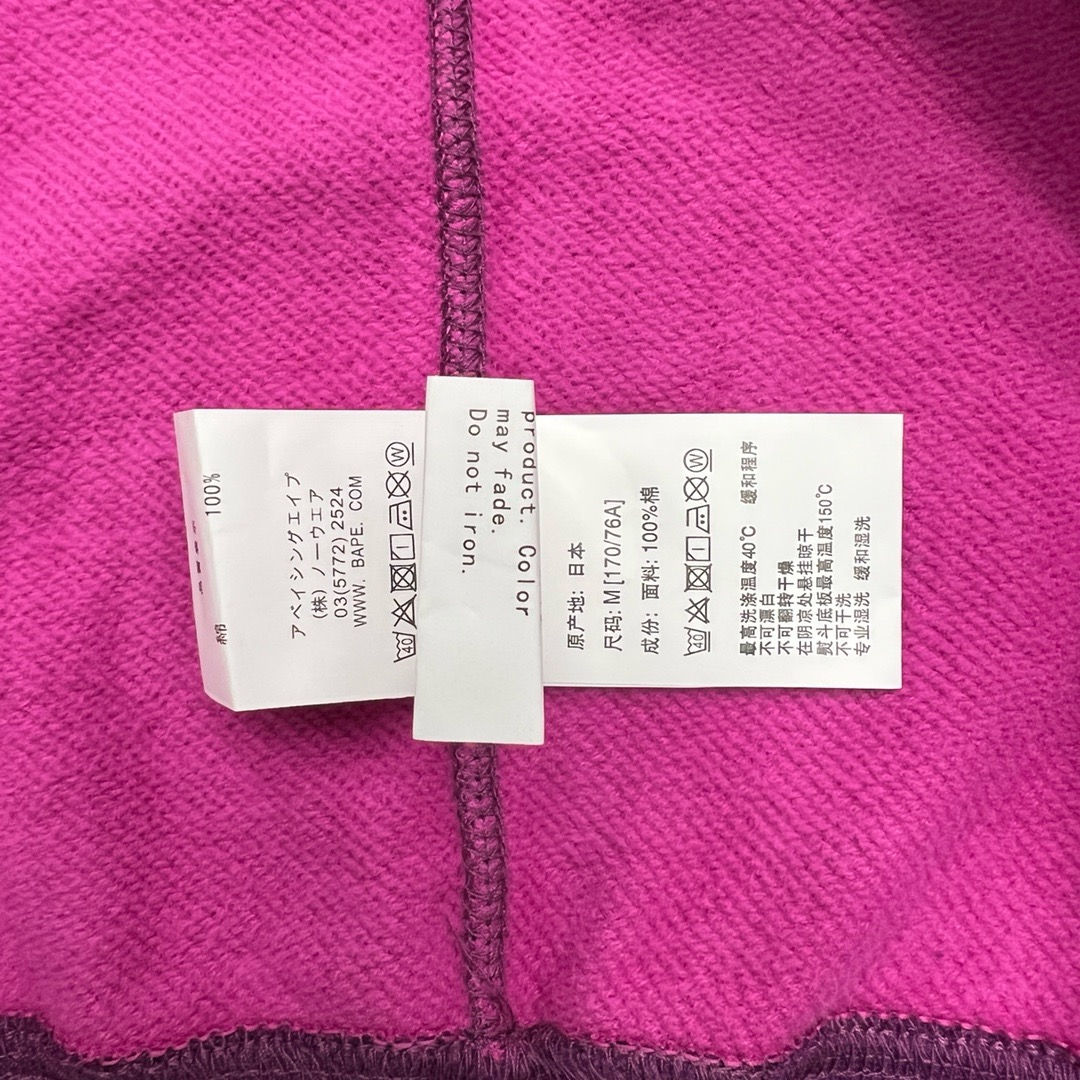 綿 100%
アベイシングエイプ
(株) ノーウェア
03(5772) 2524
WWW. BAPE. COM
40 W
product. Color
may fade.
Do not iron.
原产地: 日本
尺码: M [170/76A]
成份: 面料: 100%棉
40 W
最高洗涤温度40℃ 缓和程序
不可漂白
不可翻转干燥
在阴凉处悬挂晾干
熨斗底板最高温度150℃
不可干洗
专业湿洗 缓和湿洗